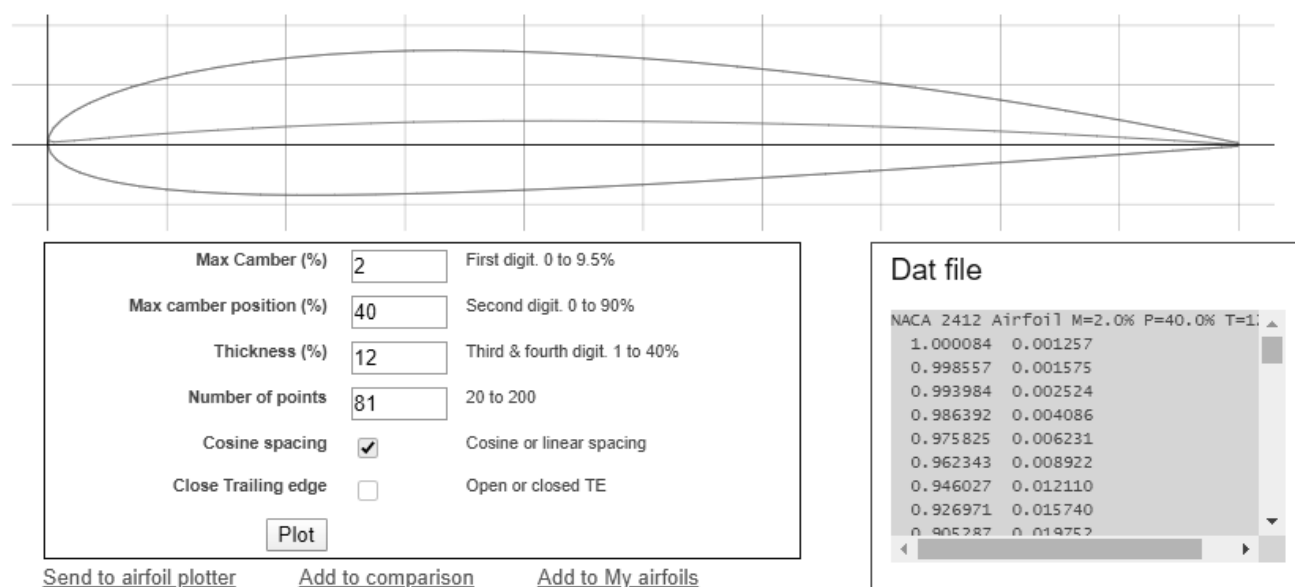 Max Camber (%) 2 First digit. 0 to 9.5%
Max camber position (%) 40 Second digit. 0 to 90%
Thickness (%) 12 Third & fourth digit. 1 to 40%
Number of points 81 20 to 200
Cosine spacing Cosine or linear spacing
Close Trailing edge Open or closed TE
Plot
Send to airfoil plotter Add to comparison Add to My airfoils
Dat file
NACA 2412 Airfoil M=2.0% P=40.0%
1.000084 0.001257
0.998557 0.001575
0.993984 0.002524
0.986392 0.004086
0.975825 0.006231
0.962343 0.008922
0.946027 0.012110
0.926971 0.015740
0.905287 0.019752